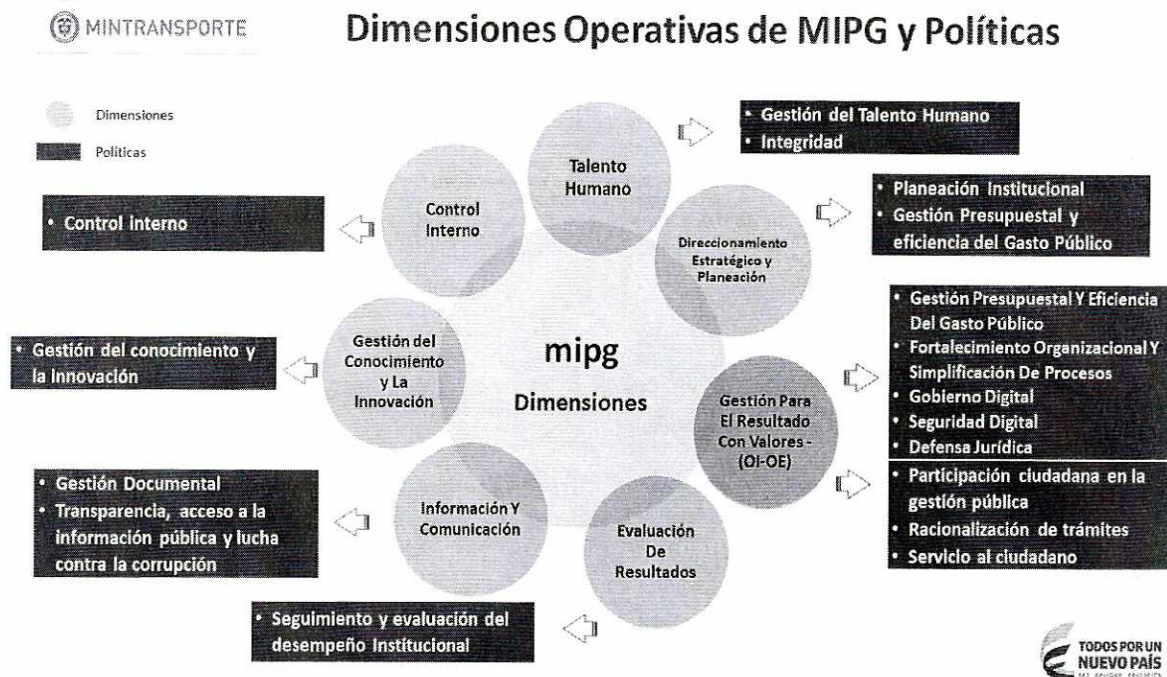 MINTRANSPORTE
Dimensiones Operativas de MIPG y Políticas
Dimensiones
Políticas
Talento
Humano
• Gestión del Talento Humano
• Integridad
Direccionamiento
Estratégico y
Planeación
• Planeación Institucional
• Gestión Presupuestal y
eficiencia del Gasto Público
Gestión Para
El Resultado
Con Valores -
(OI-OE)
• Gestión Presupuestal Y Eficiencia
Del Gasto Público
• Fortalecimiento Organizacional Y
Simplificación De Procesos
• Gobierno Digital
• Seguridad Digital
• Defensa Jurídica
• Participación ciudadana en la
gestión pública
• Racionalización de trámites
• Servicio al ciudadano
Evaluación
De
Resultados
• Seguimiento y evaluación del
desempeño Institucional
Información Y
Comunicación
• Gestión Documental
• Transparencia, acceso a la
información pública y lucha
contra la corrupción
Gestión del
Conocimiento
y La
Innovación
• Gestión del conocimiento y
la Innovación
Control
Interno
• Control Interno
mipg
Dimensiones
TODOS POR UN
NUEVO PAÍS
PAZ EQUIDAD EDUCACIÓN